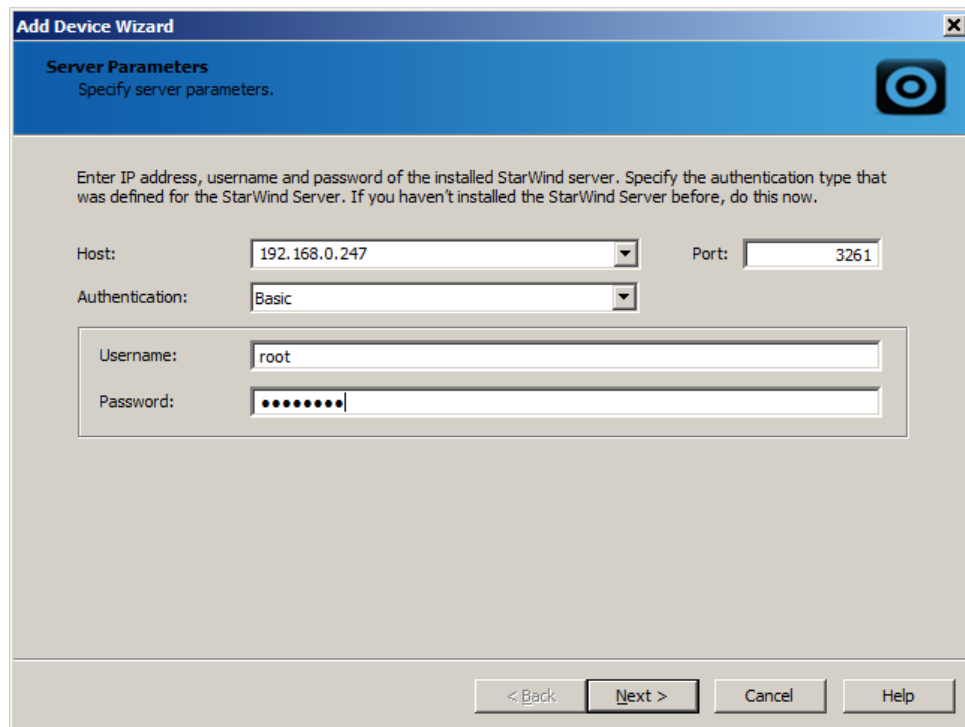 Add Device Wizard
Server Parameters
Specify server parameters.
Enter IP address, username and password of the installed StarWind server. Specify the authentication type that
was defined for the StarWind Server. If you haven't installed the StarWind Server before, do this now.
Host: 192.168.0.247 Port: 3261
Authentication: Basic
Username: root
Password: ●●●●●●●●
< Back Next > Cancel Help